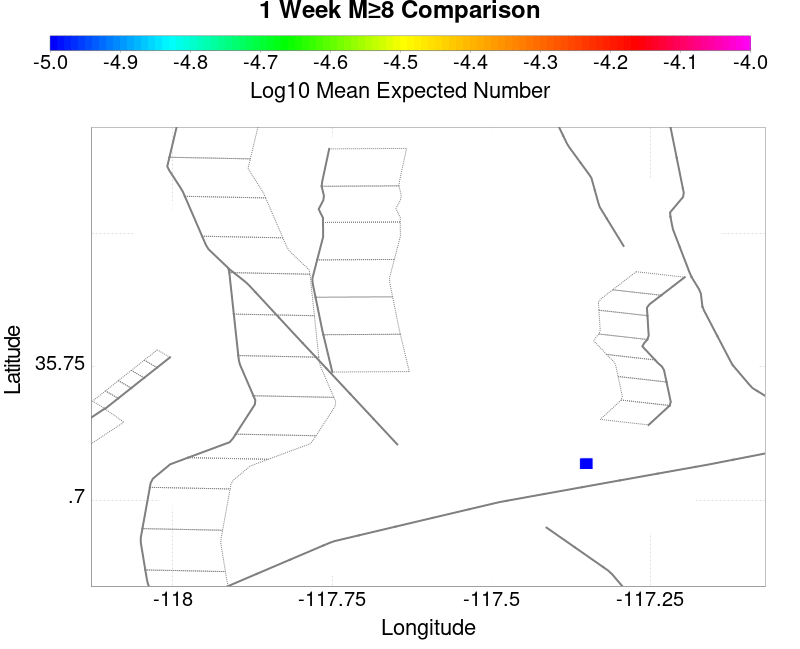 1 Week M≥8 Comparison
-5.0 -4.9 -4.8 -4.7 -4.6 -4.5 -4.4 -4.3 -4.2 -4.1 -4.0
Log10 Mean Expected Number
Latitude
35.75
.7
-118 -117.75 -117.5 -117.25
Longitude